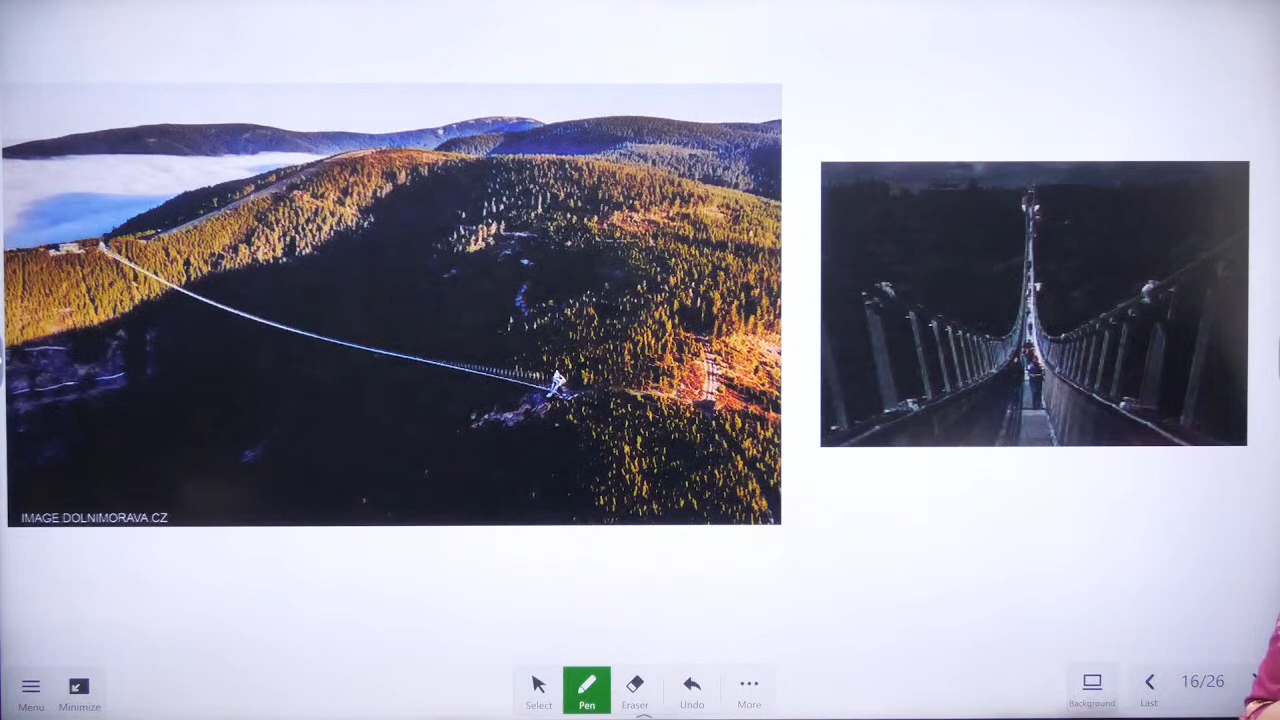 IMAGE DOLNIMORAVA.CZ
Menu
Minimize
Select
Pen
Eraser
Undo
More
Background
Last
16/26